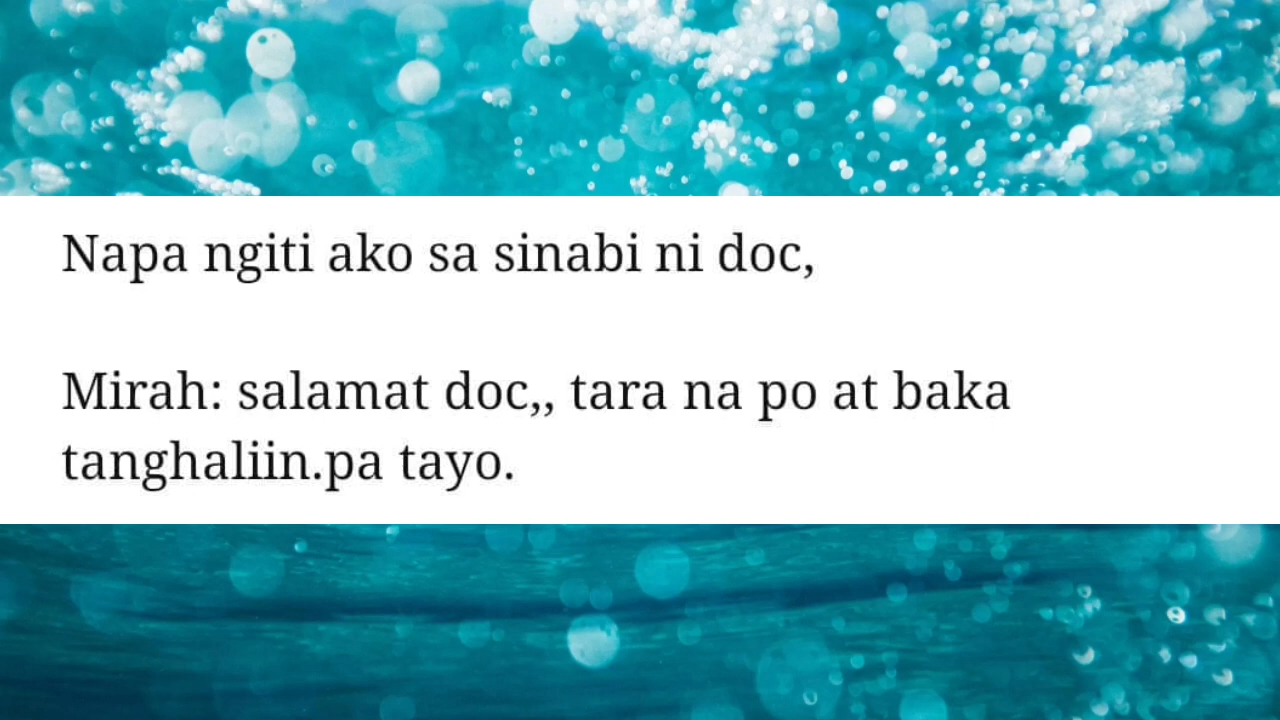 Napa ngiti ako sa sinabi ni doc,
Mirah: salamat doc,, tara na po at baka
tanghaliin.pa tayo.